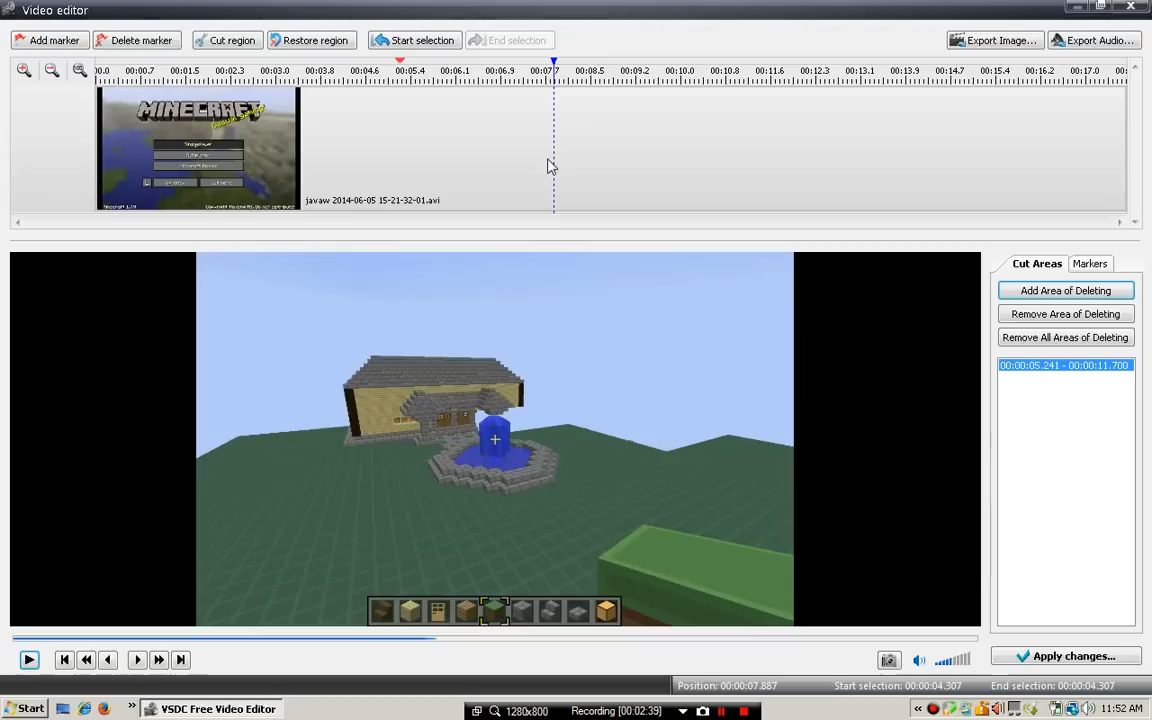 Video editor
Add marker Delete marker Cut region Restore region Start selection End selection Export Image... Export Audio...
00.0 00:00.7 00:01.5 00:02.3 00:03.0 00:03.8 00:04.6 00:05.4 00:06.1 00:06.9 00:07.7 00:08.5 00:09.2 00:10.0 00:10.8 00:11.6 00:12.3 00:13.1 00:13.9 00:14.7 00:15.4 00:16.2 00:17.0
MINECRAFT
Singleplayer
javaw 2014-06-05 15-21-32-01.avi
Cut Areas Markers
Add Area of Deleting
Remove Area of Deleting
Remove All Areas of Deleting
00:00:05.241 - 00:00:11.700
Apply changes...
Position: 00:00:07.887 Start selection: 00:00:04.307 End selection: 00:00:04.307
Start VSDC Free Video Editor 1280x800 Recording [00:02:39] 11:52 AM